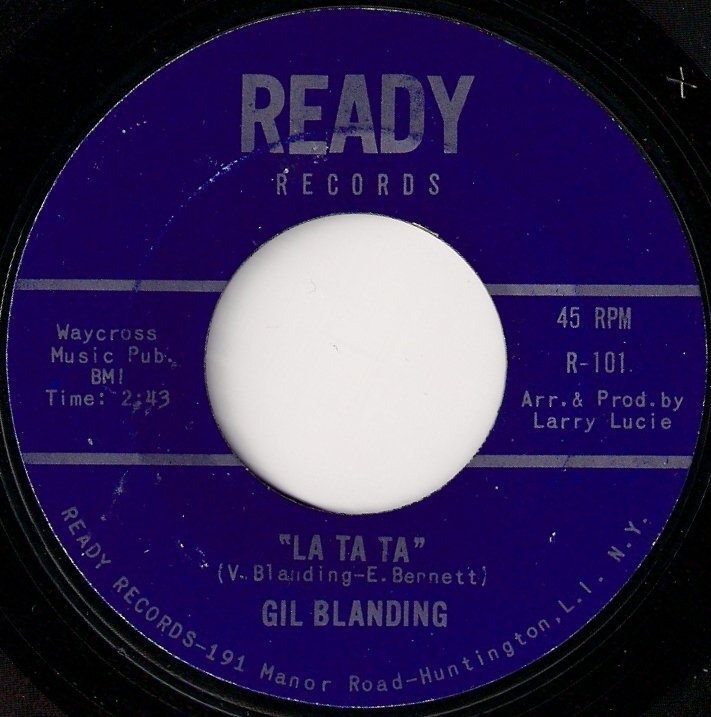 READY
RECORDS
Waycross
Music Pub.
BMI
Time: 2:43
45 RPM
R-101
Arr. & Prod. by
Larry Lucie
"LA TA TA"
(V. Blanding-E. Bennett)
GIL BLANDING
READY RECORDS-191 Manor Road-Huntington, L.I. N.Y.